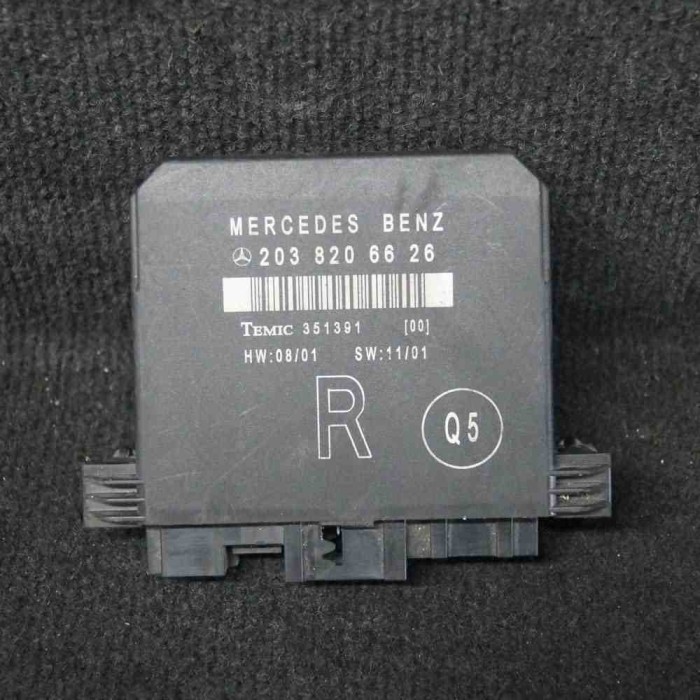 MERCEDES BENZ
203 820 66 26
TEMIC 351391 [00]
HW:08/01 SW:11/01
R
Q5